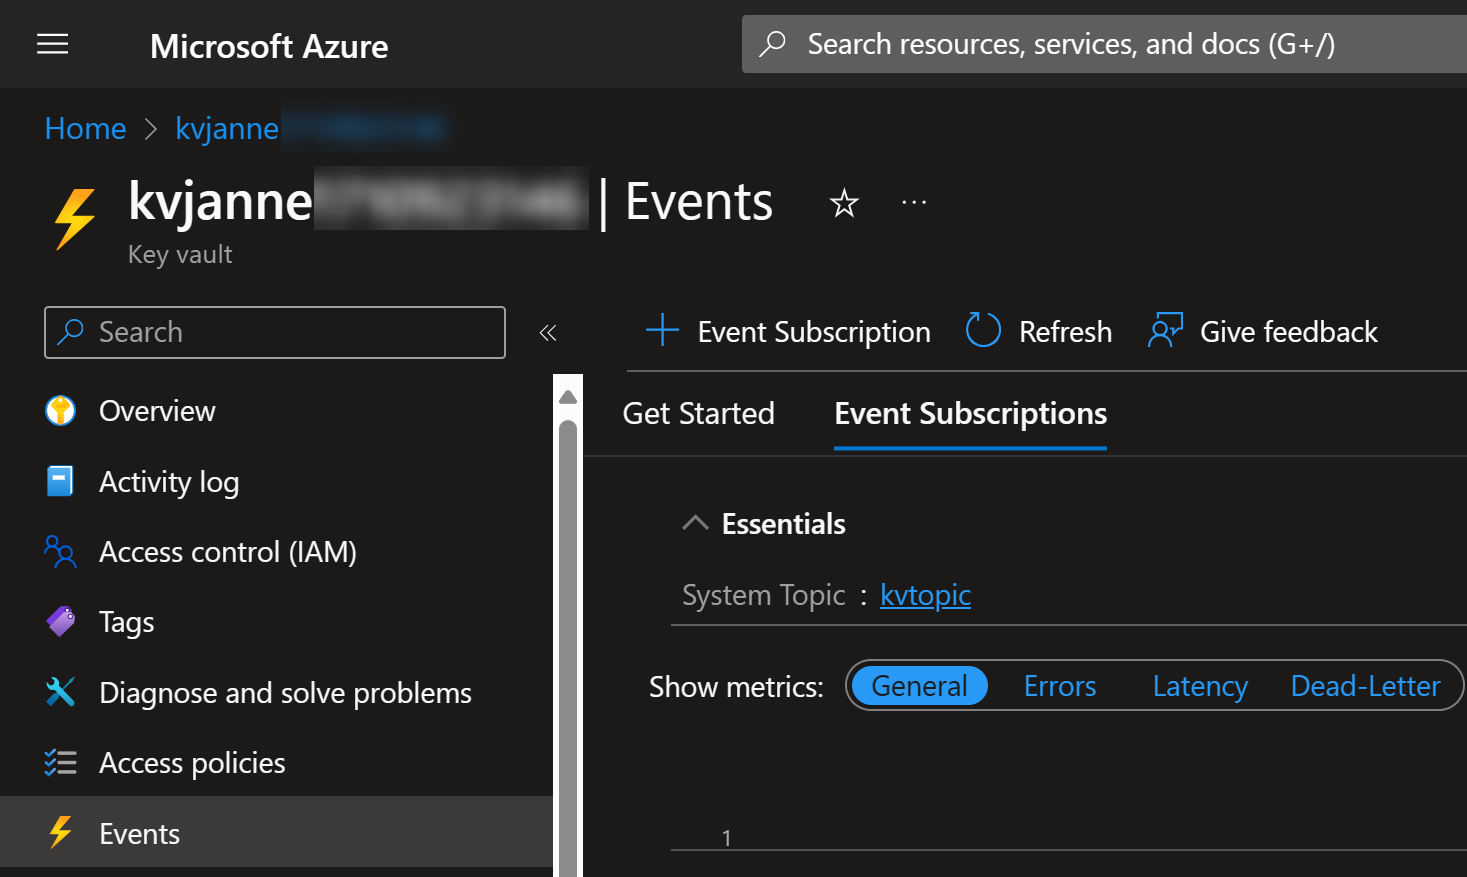 Microsoft Azure
Search resources, services, and docs (G+/)
Home > kvjanne
kvjanne | Events
Key vault
Search
Overview
Activity log
Access control (IAM)
Tags
Diagnose and solve problems
Access policies
Events
Event Subscription Refresh Give feedback
Get Started Event Subscriptions
Essentials
System Topic : kvtopic
Show metrics: General Errors Latency Dead-Letter
1